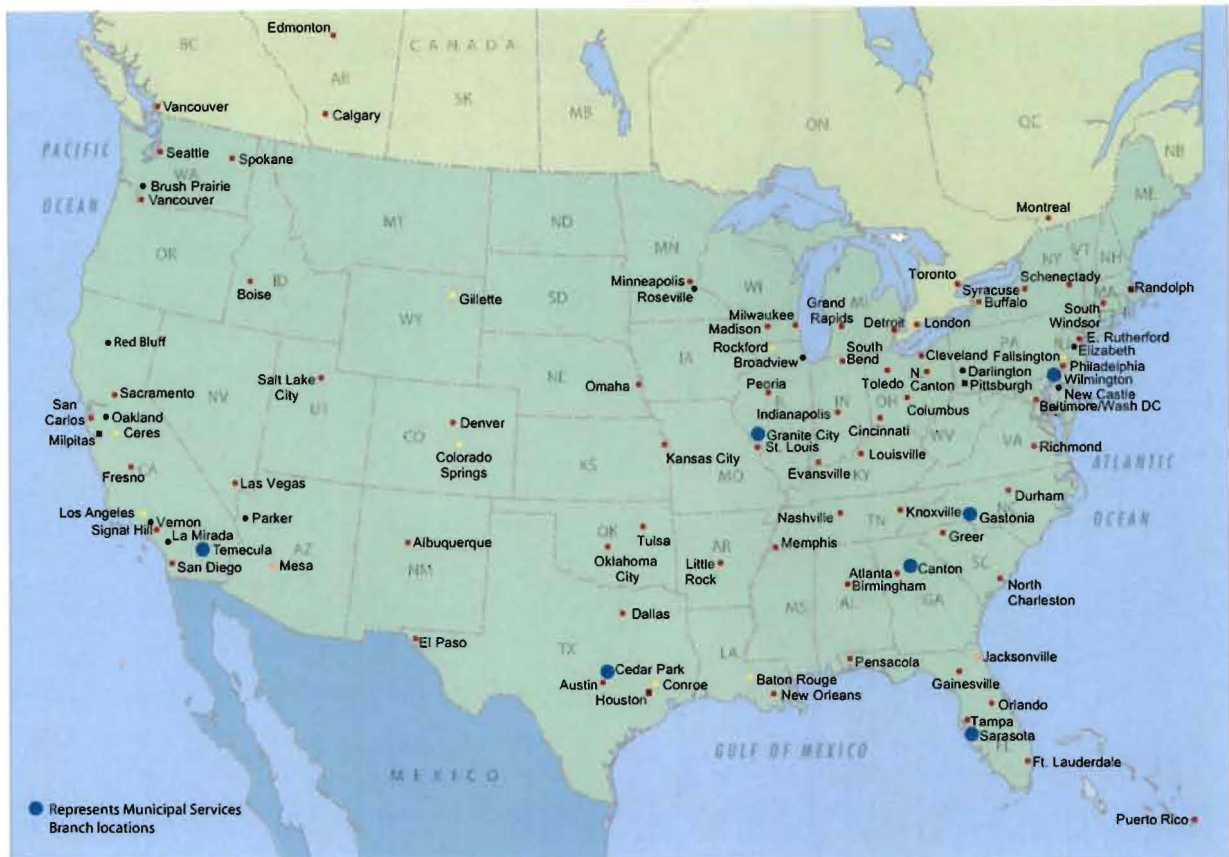 Edmonton
BC
CANADA
AB
SK
MB
ON
QC
NB
Vancouver
Calgary
PACIFIC
OCEAN
Seattle
Spokane
WA
Brush Prairie
Vancouver
MT
ND
MN
ME
Montreal
OR
ID
Boise
Gillette
WY
SD
Minneapolis
Roseville
WI
MI
Toronto
Schenectady
Syracuse
Buffalo
NY
VT
NH
MA
Randolph
RI
South
Windsor
Milwaukee
Madison
Grand
Rapids
Detroit
London
E. Rutherford
Elizabeth
NJ
PA
Fallsington
Philadelphia
Wilmington
New Castle
Baltimore/Wash DC
Red Bluff
Rockford
Broadview
IA
South
Bend
Cleveland
Toledo
N
Canton
Darlington
Pittsburgh
Columbus
Sacramento
NV
Salt Lake
City
UT
NE
Omaha
Peoria
IL
IN
OH
San
Carlos
Oakland
Milpitas
Ceres
Denver
CO
Colorado
Springs
Indianapolis
Cincinnati
Granite City
St. Louis
WV
VA
Richmond
Fresno
CA
KS
Kansas City
MO
Evansville
Louisville
KY
ATLANTIC
OCEAN
Las Vegas
Los Angeles
Vernon
Signal Hill
La Mirada
Parker
Temecula
San Diego
AZ
Mesa
Albuquerque
NM
OK
Tulsa
Oklahoma
City
AR
Little
Rock
Nashville
TN
Knoxville
Memphis
Durham
NC
Gastonia
Greer
SC
Canton
Atlanta
Birmingham
North
Charleston
MS
AL
GA
Dallas
El Paso
TX
LA
Cedar Park
Austin
Conroe
Houston
Baton Rouge
New Orleans
Pensacola
Jacksonville
Gainesville
Orlando
Tampa
Sarasota
FL
Ft. Lauderdale
GULF OF MEXICO
MEXICO
Puerto Rico
Represents Municipal Services
Branch locations